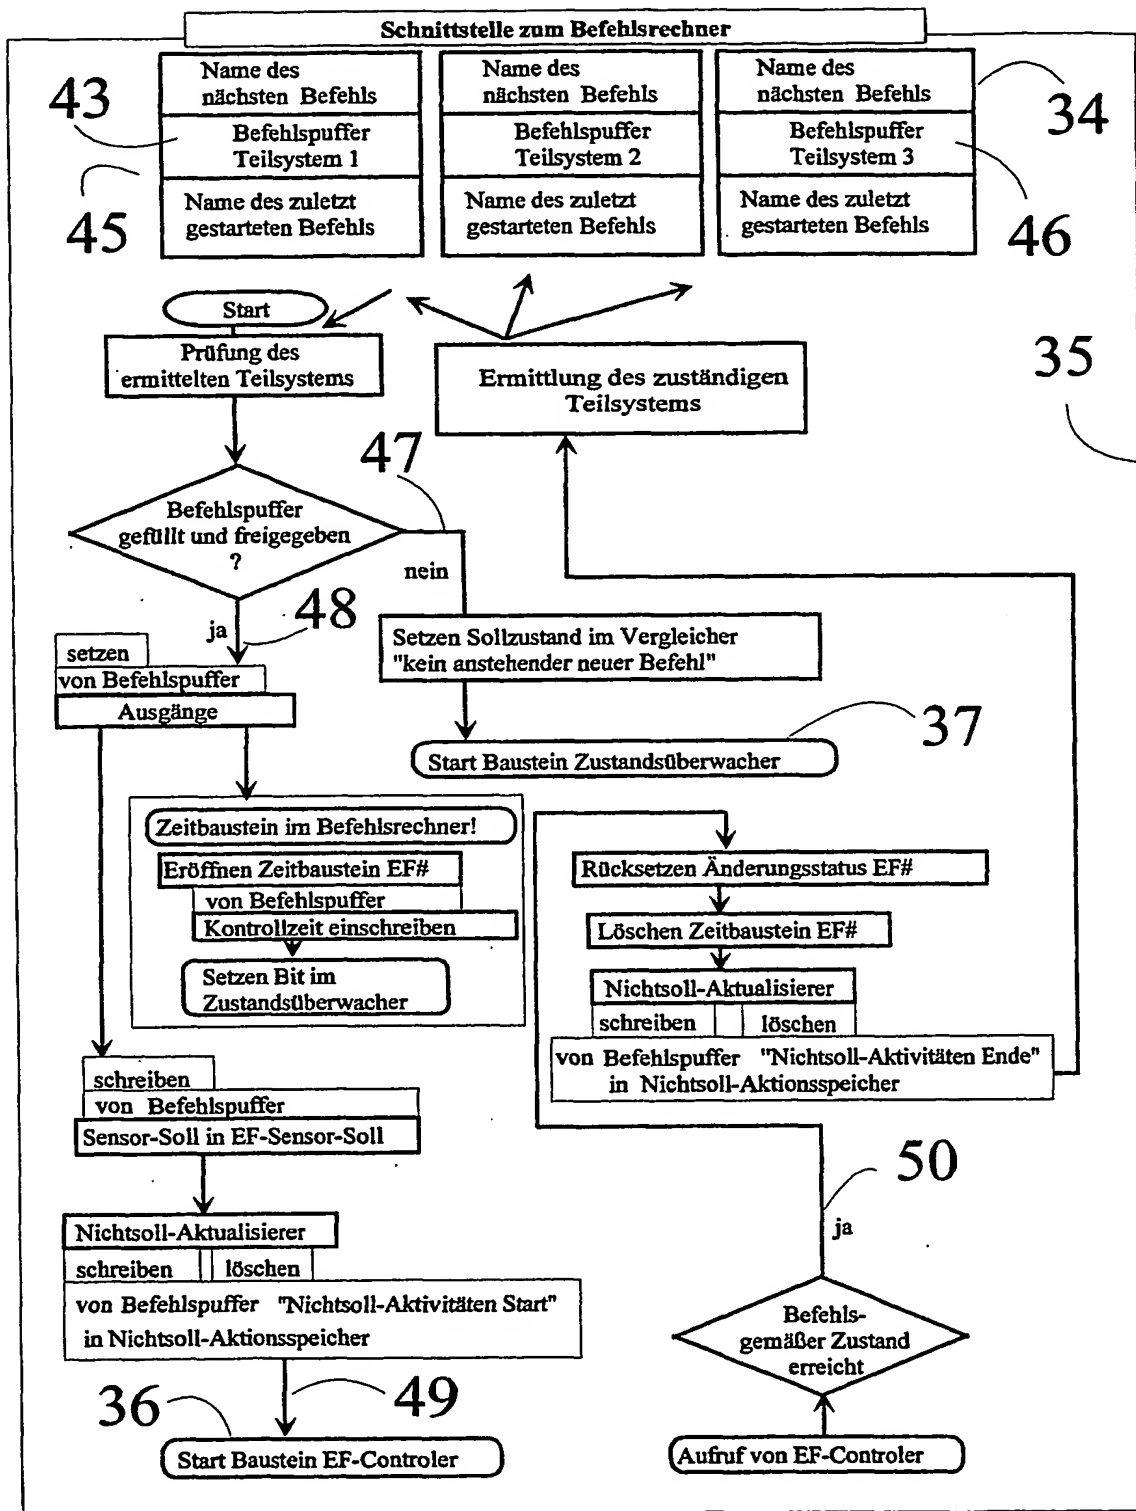 Schnittstelle zum Befehlsrechner
Name des
nächsten Befehls
Befehlspuffer
Teilsystem 1
Name des zuletzt
gestarteten Befehls
Name des
nächsten Befehls
Befehlspuffer
Teilsystem 2
Name des zuletzt
gestarteten Befehls
Name des
nächsten Befehls
Befehlspuffer
Teilsystem 3
Name des zuletzt
gestarteten Befehls
43
45
34
46
35
Start
Prüfung des
ermittelten Teilsystems
Ermittlung des zuständigen
Teilsystems
47
Befehlspuffer
gefüllt und freigegeben
?
nein
ja
48
setzen
von Befehlspuffer
Ausgänge
Setzen Sollzustand im Vergleicher
"kein anstehender neuer Befehl"
37
Start Baustein Zustandsüberwacher
Zeitbaustein im Befehlsrechner!
Eröffnen Zeitbaustein EF#
von Befehlspuffer
Kontrollzeit einschreiben
Setzen Bit im
Zustandsüberwacher
Rücksetzen Änderungsstatus EF#
Löschen Zeitbaustein EF#
Nichtsoll-Aktualisierer
schreiben löschen
von Befehlspuffer "Nichtsoll-Aktivitäten Ende"
in Nichtsoll-Aktionsspeicher
schreiben
von Befehlspuffer
Sensor-Soll in EF-Sensor-Soll
Nichtsoll-Aktualisierer
schreiben löschen
von Befehlspuffer "Nichtsoll-Aktivitäten Start"
in Nichtsoll-Aktionsspeicher
50
ja
Befehls-
gemäßer Zustand
erreicht
36
49
Start Baustein EF-Controler
Aufruf von EF-Controler